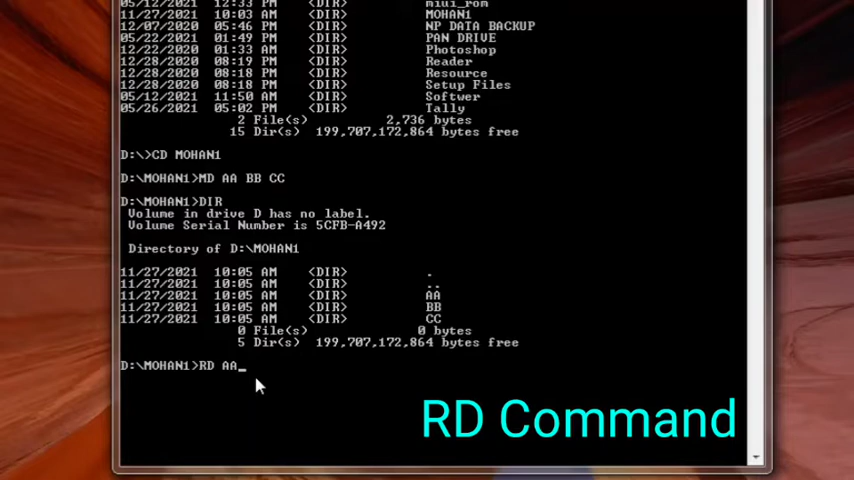 05/12/2021  12:33 PM    <DIR>          miui_rom
11/27/2021  10:03 AM    <DIR>          MOHAN1
12/07/2020  05:46 PM    <DIR>          NP DATA BACKUP
05/22/2021  01:49 PM    <DIR>          PAN DRIVE
12/22/2020  01:33 AM    <DIR>          Photoshop
12/28/2020  08:19 PM    <DIR>          Reader
12/28/2020  08:18 PM    <DIR>          Resource
12/28/2020  08:18 PM    <DIR>          Setup Files
05/12/2021  11:50 AM    <DIR>          Softwer
05/26/2021  05:02 PM    <DIR>          Tally
2 File(s)          2,736 bytes
15 Dir(s)  199,707,172,864 bytes free
D:\>CD MOHAN1
D:\MOHAN1>MD AA BB CC
D:\MOHAN1>DIR
Volume in drive D has no label.
Volume Serial Number is 5CFB-A492
Directory of D:\MOHAN1
11/27/2021  10:05 AM    <DIR>          .
11/27/2021  10:05 AM    <DIR>          ..
11/27/2021  10:05 AM    <DIR>          AA
11/27/2021  10:05 AM    <DIR>          BB
11/27/2021  10:05 AM    <DIR>          CC
0 File(s)              0 bytes
5 Dir(s)  199,707,172,864 bytes free
D:\MOHAN1>RD AA_
RD Command